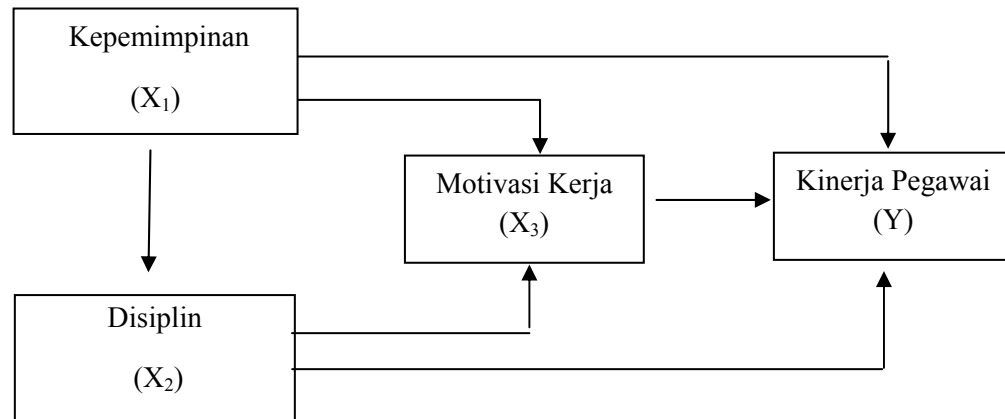 Kepemimpinan
(X₁)
Motivasi Kerja
(X₃)
Kinerja Pegawai
(Y)
Disiplin
(X₂)